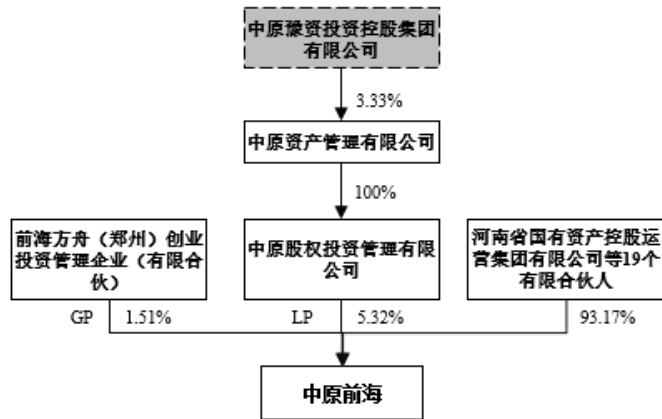 中原豫资投资控股集团
有限公司
3.33%
中原资产管理有限公司
100%
前海方舟（郑州）创业
投资管理企业（有限合
伙）
中原股权投资管理有限
公司
河南省国有资产控股运
营集团有限公司等19个
有限合伙人
GP
1.51%
LP
5.32%
93.17%
中原前海